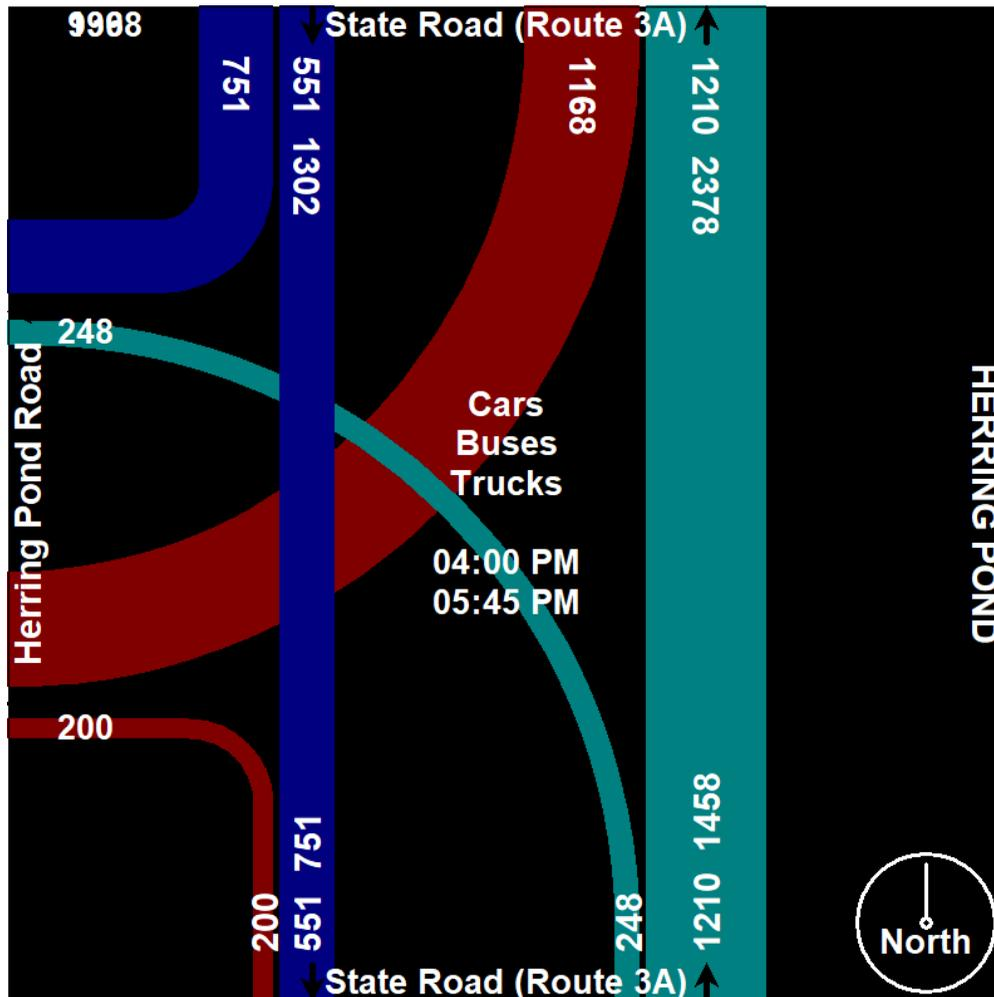 State Road (Route 3A)
751
551 1302
1168
1210 2378
248
Herring Pond Road
Cars
Buses
Trucks
04:00 PM
05:45 PM
HERRING POND
200
200
551 751
248
1210 1458
North
State Road (Route 3A)